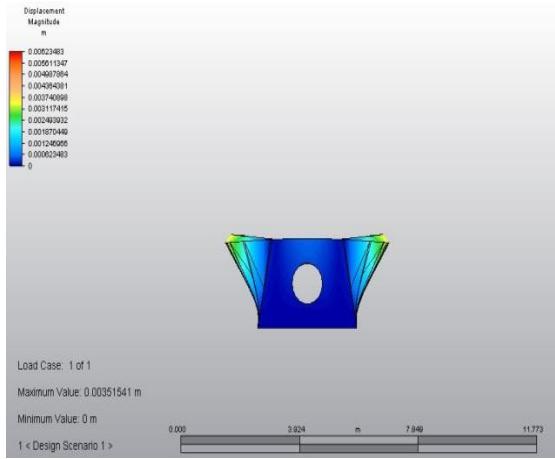 Displacement
Magnitude
m
0.00623483
0.005611347
0.004987864
0.004364381
0.003740898
0.003117415
0.002493932
0.001870449
0.001246966
0.000623483
0
Load Case: 1 of 1
Maximum Value: 0.00351541 m
Minimum Value: 0 m
1 < Design Scenario 1 >
0.000 3.924 m 7.849 11.773